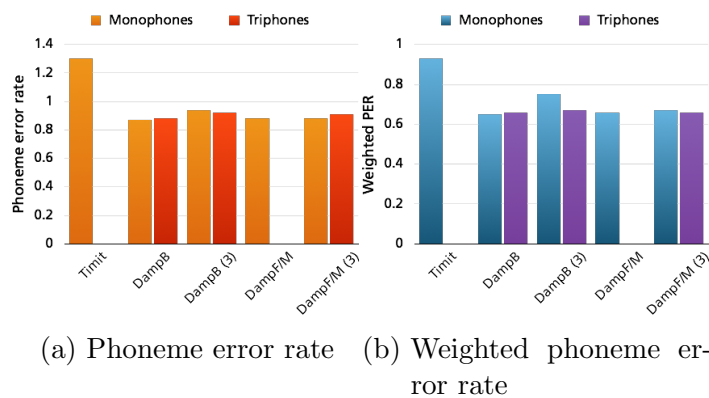 Monophones Triphones
Phoneme error rate
1.4
1.2
1
0.8
0.6
0.4
0.2
0
Timit
DampB
DampB (3)
DampF/M
DampF/M (3)
(a) Phoneme error rate
Monophones Triphones
Weighted PER
1
0.8
0.6
0.4
0.2
0
Timit
DampB
DampB (3)
DampF/M
DampF/M (3)
(b) Weighted phoneme er-
ror rate